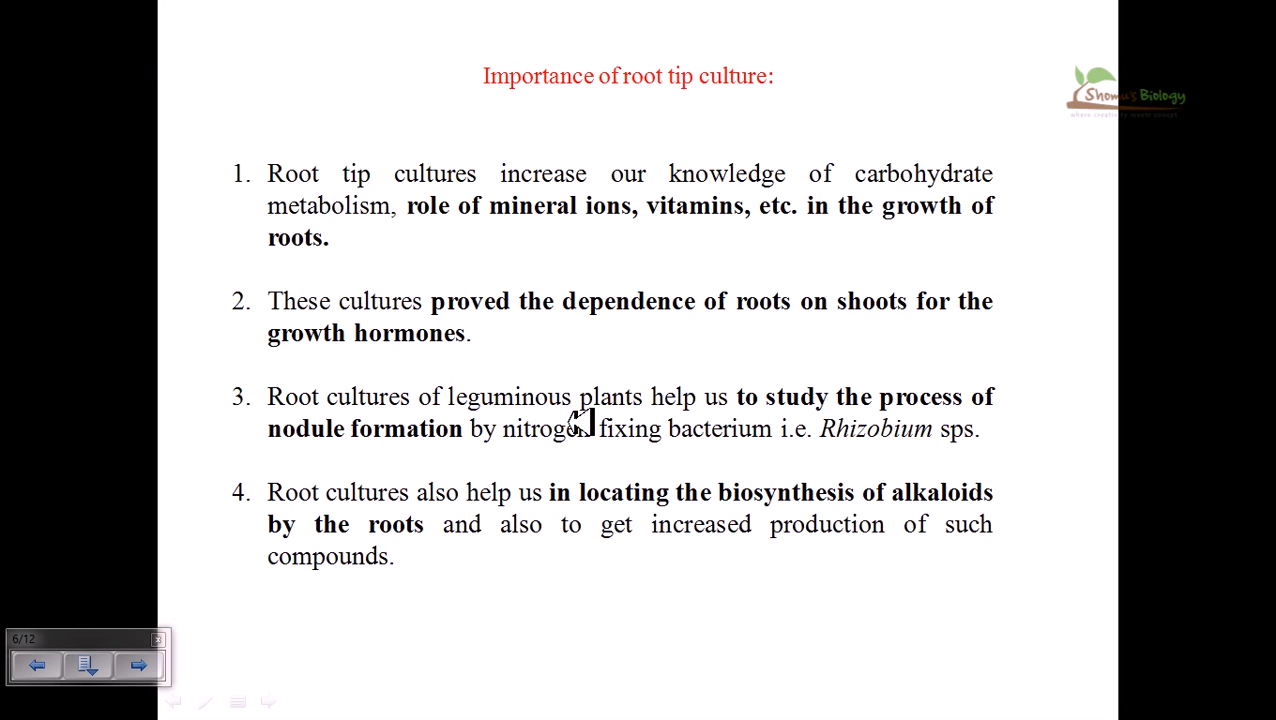 Importance of root tip culture:
Shomu's Biology
where creativity meets concept
1. Root tip cultures increase our knowledge of carbohydrate
metabolism, role of mineral ions, vitamins, etc. in the growth of
roots.
2. These cultures proved the dependence of roots on shoots for the
growth hormones.
3. Root cultures of leguminous plants help us to study the process of
nodule formation by nitrogen fixing bacterium i.e. Rhizobium sps.
4. Root cultures also help us in locating the biosynthesis of alkaloids
by the roots and also to get increased production of such
compounds.
6/12